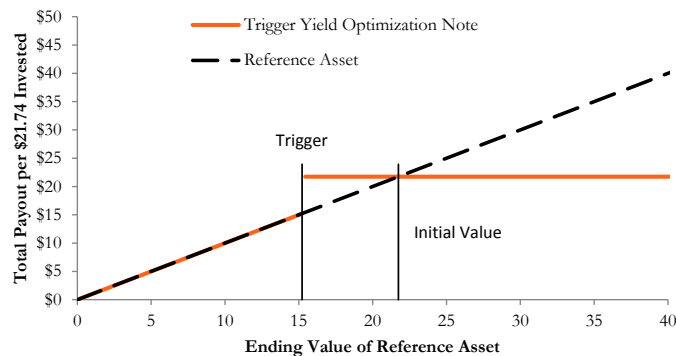 $50
$45
$40
$35
$30
$25
$20
$15
$10
$5
$0
Total Payout per $21.74 Invested
Trigger Yield Optimization Note
Reference Asset
Trigger
Initial Value
0 5 10 15 20 25 30 35 40
Ending Value of Reference Asset